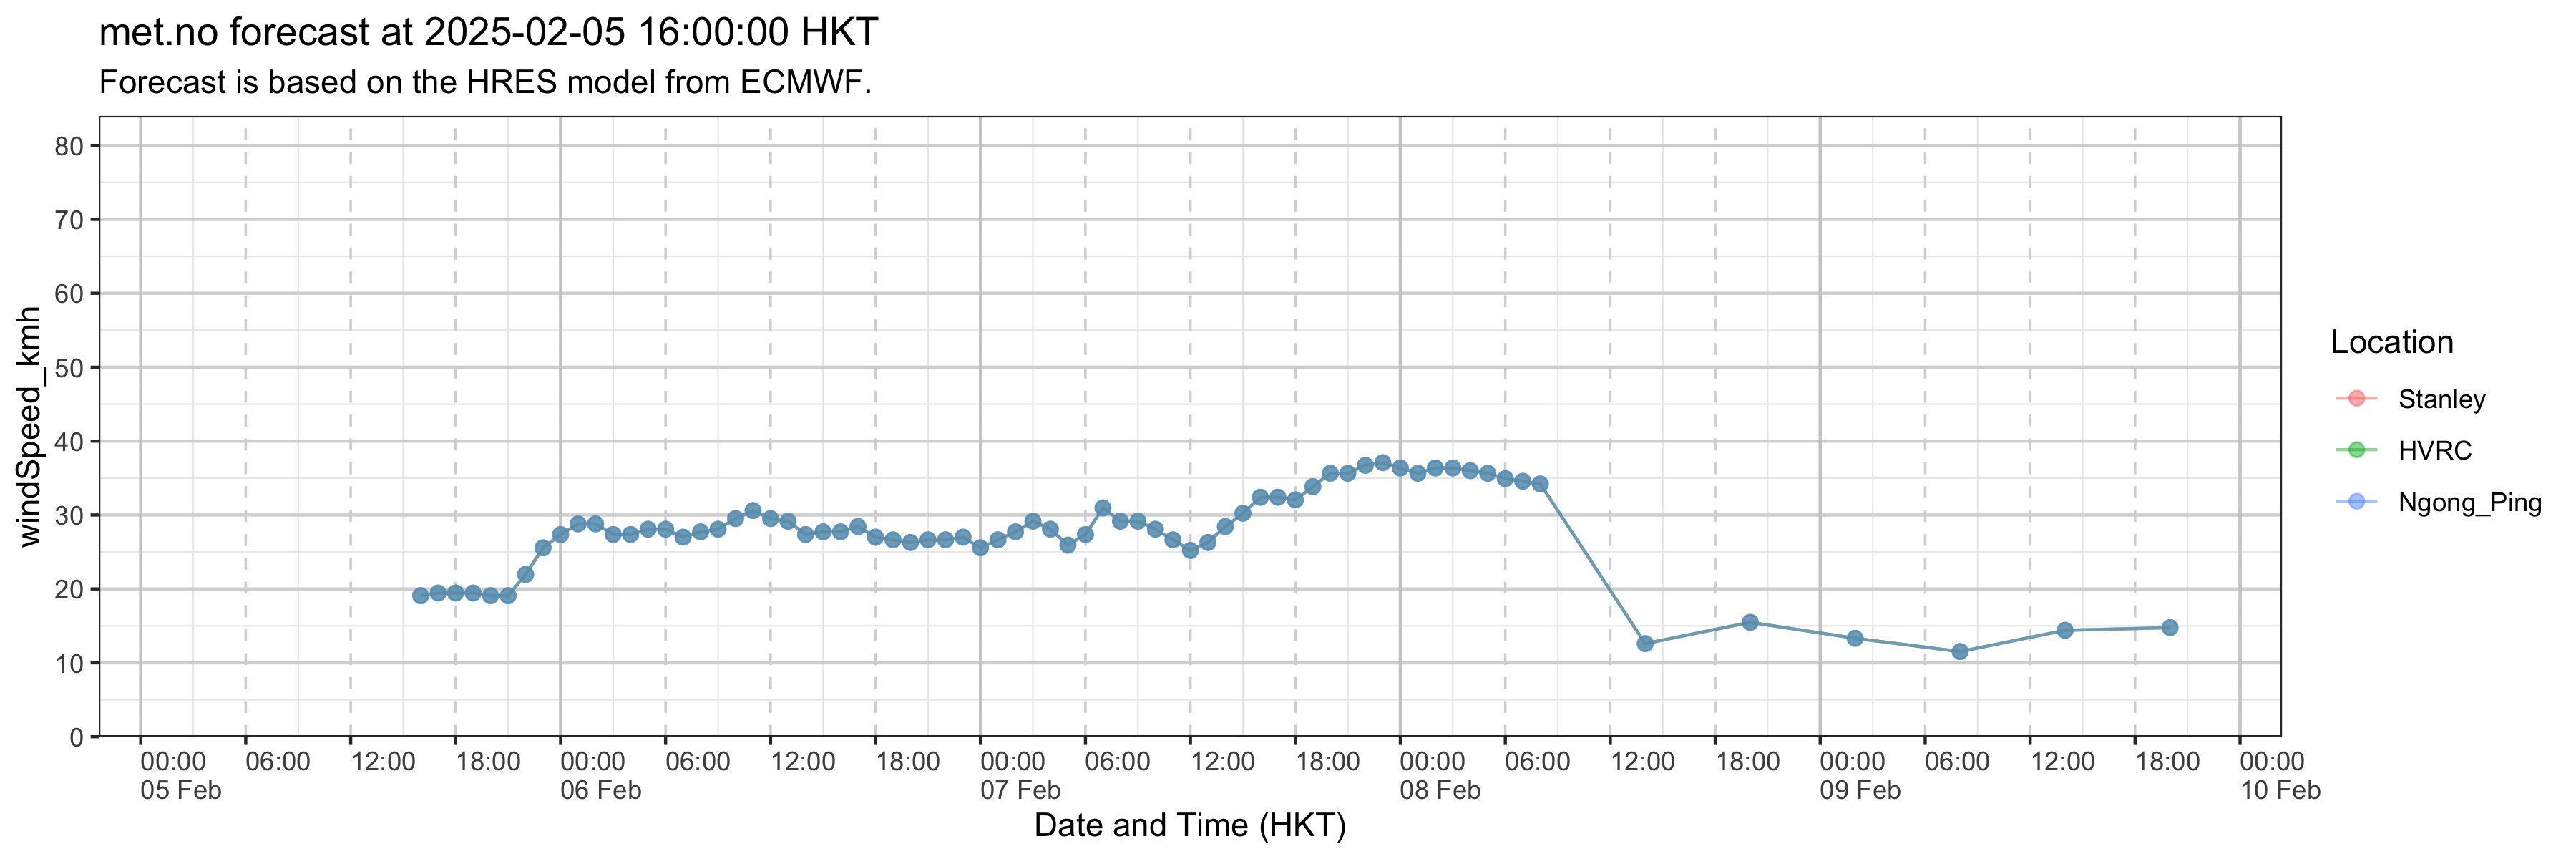 met.no forecast at 2025-02-05 16:00:00 HKT
Forecast is based on the HRES model from ECMWF.
windSpeed_kmh
80
70
60
50
40
30
20
10
0
00:00 06:00 12:00 18:00 00:00 06:00 12:00 18:00 00:00 06:00 12:00 18:00 00:00 06:00 12:00 18:00 00:00 06:00 12:00 18:00 00:00
05 Feb 06 Feb 07 Feb 08 Feb 09 Feb 10 Feb
Date and Time (HKT)
Location
Stanley
HVRC
Ngong_Ping